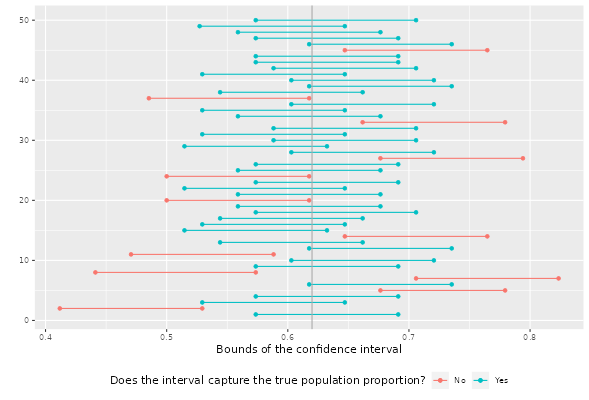 50
40
30
20
10
0
0.4 0.5 0.6 0.7 0.8
Bounds of the confidence interval
Does the interval capture the true population proportion? No Yes